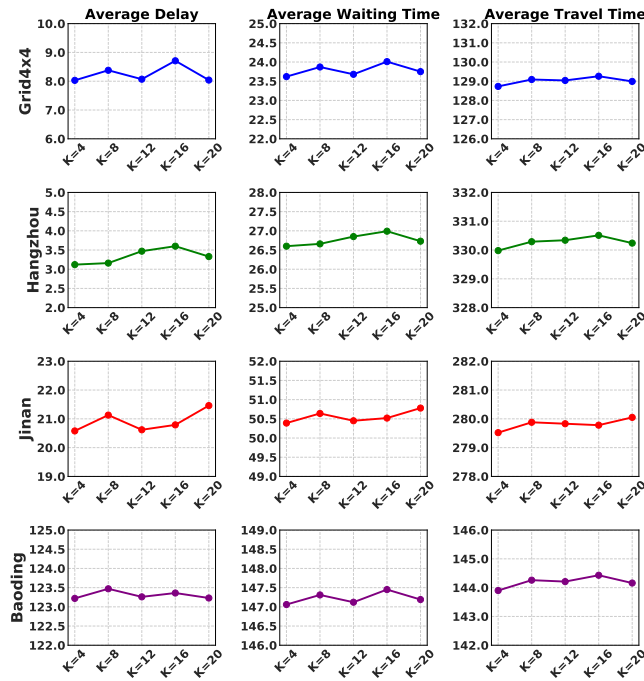 Average Delay Average Waiting Time Average Travel Time
Grid4x4
10.0 9.0 8.0 7.0 6.0
K=4 K=8 K=12 K=16 K=20
25.0 24.5 24.0 23.5 23.0 22.5 22.0
K=4 K=8 K=12 K=16 K=20
132.0 131.0 130.0 129.0 128.0 127.0 126.0
K=4 K=8 K=12 K=16 K=20
Hangzhou
5.0 4.5 4.0 3.5 3.0 2.5 2.0
K=4 K=8 K=12 K=16 K=20
28.0 27.5 27.0 26.5 26.0 25.5 25.0
K=4 K=8 K=12 K=16 K=20
332.0 331.0 330.0 329.0 328.0
K=4 K=8 K=12 K=16 K=20
Jinan
23.0 22.0 21.0 20.0 19.0
K=4 K=8 K=12 K=16 K=20
52.0 51.5 51.0 50.5 50.0 49.5 49.0
K=4 K=8 K=12 K=16 K=20
282.0 281.0 280.0 279.0 278.0
K=4 K=8 K=12 K=16 K=20
Baoding
125.0 124.5 124.0 123.5 123.0 122.5 122.0
K=4 K=8 K=12 K=16 K=20
149.0 148.5 148.0 147.5 147.0 146.5 146.0
K=4 K=8 K=12 K=16 K=20
146.0 145.0 144.0 143.0 142.0
K=4 K=8 K=12 K=16 K=20